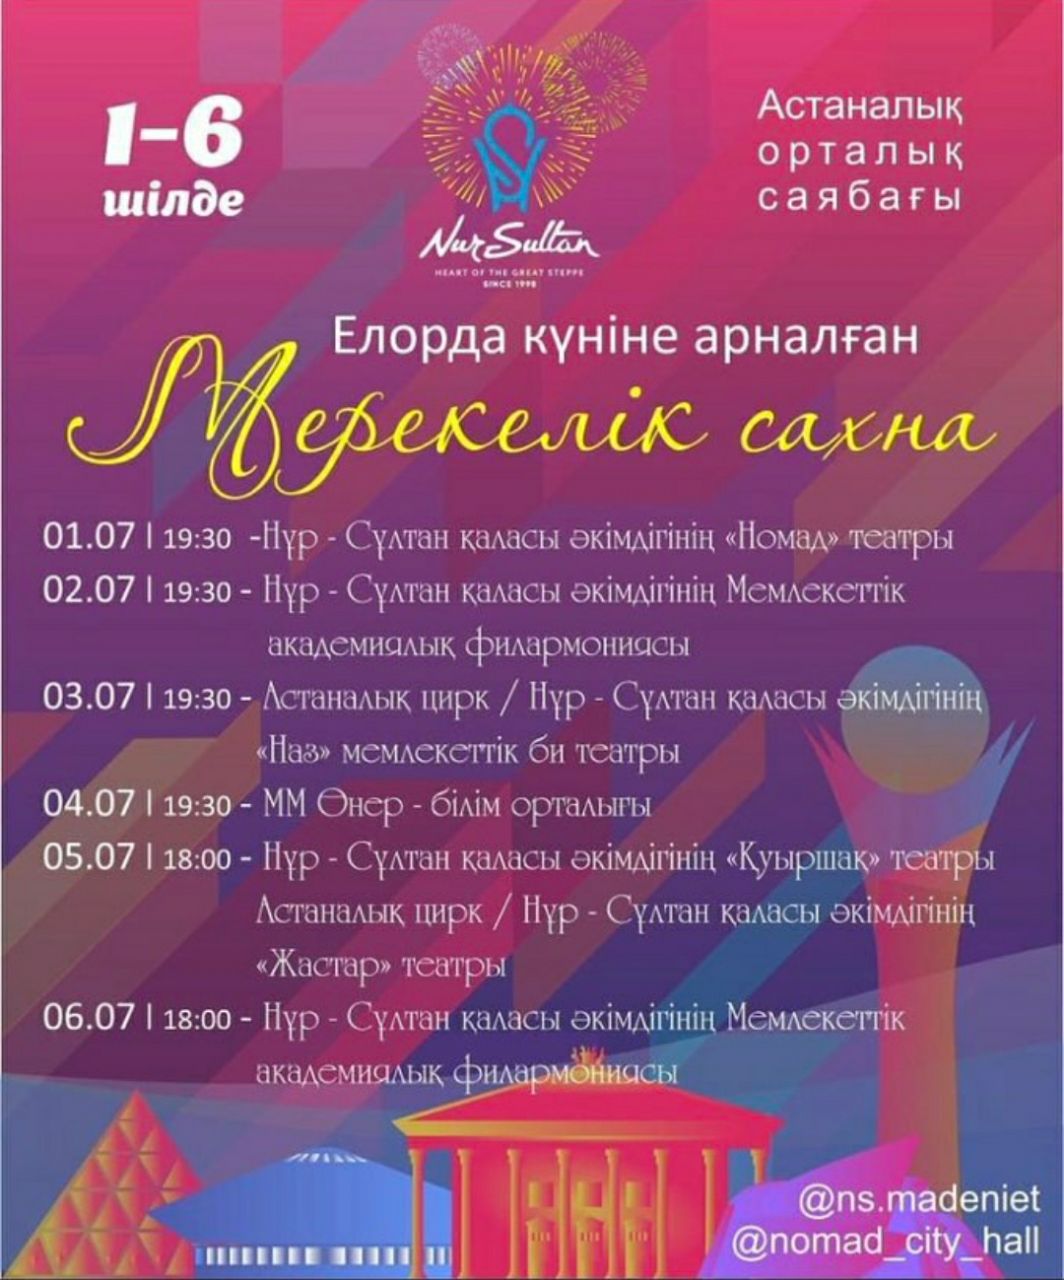 1-6
шілде
Nur Sultan
HEART OF THE GREAT STEPPE
SINCE 1998
Астаналық
орталық
саябағы
Елорда күніне арналған
Мерекелік сахна
01.07 | 19:30 -Нұр - Сұлтан қаласы әкімдігінің «Номад» театры
02.07 | 19:30 - Нұр - Сұлтан қаласы әкімдігінің Мемлекеттік
академиялық филармониясы
03.07 | 19:30 - Астаналық цирк / Нұр - Сұлтан қаласы әкімдігінің
«Наз» мемлекеттік би театры
04.07 | 19:30 - ММ Өнер - білім орталығы
05.07 | 18:00 - Нұр - Сұлтан қаласы әкімдігінің «Қуыршақ» театры
Астаналық цирк / Нұр - Сұлтан қаласы әкімдігінің
«Жастар» театры
06.07 | 18:00 - Нұр - Сұлтан қаласы әкімдігінің Мемлекеттік
академиялық филармониясы
@ns.madeniet
@nomad_city_hall